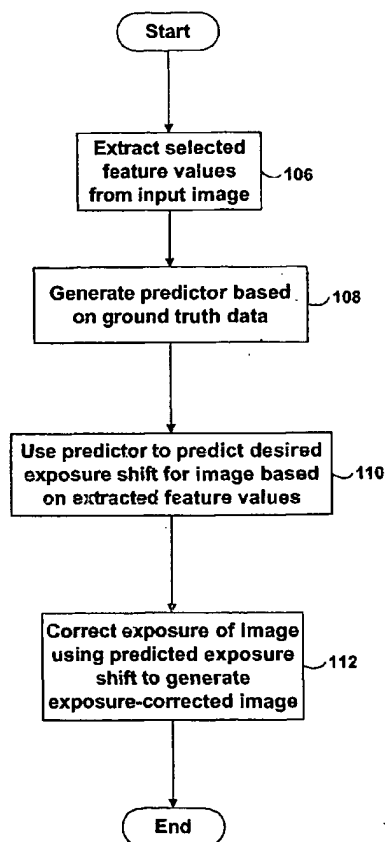 Start
Extract selected
feature values
from input image
106
Generate predictor based
on ground truth data
108
Use predictor to predict desired
exposure shift for image based
on extracted feature values
110
Correct exposure of image
using predicted exposure
shift to generate
exposure-corrected image
112
End